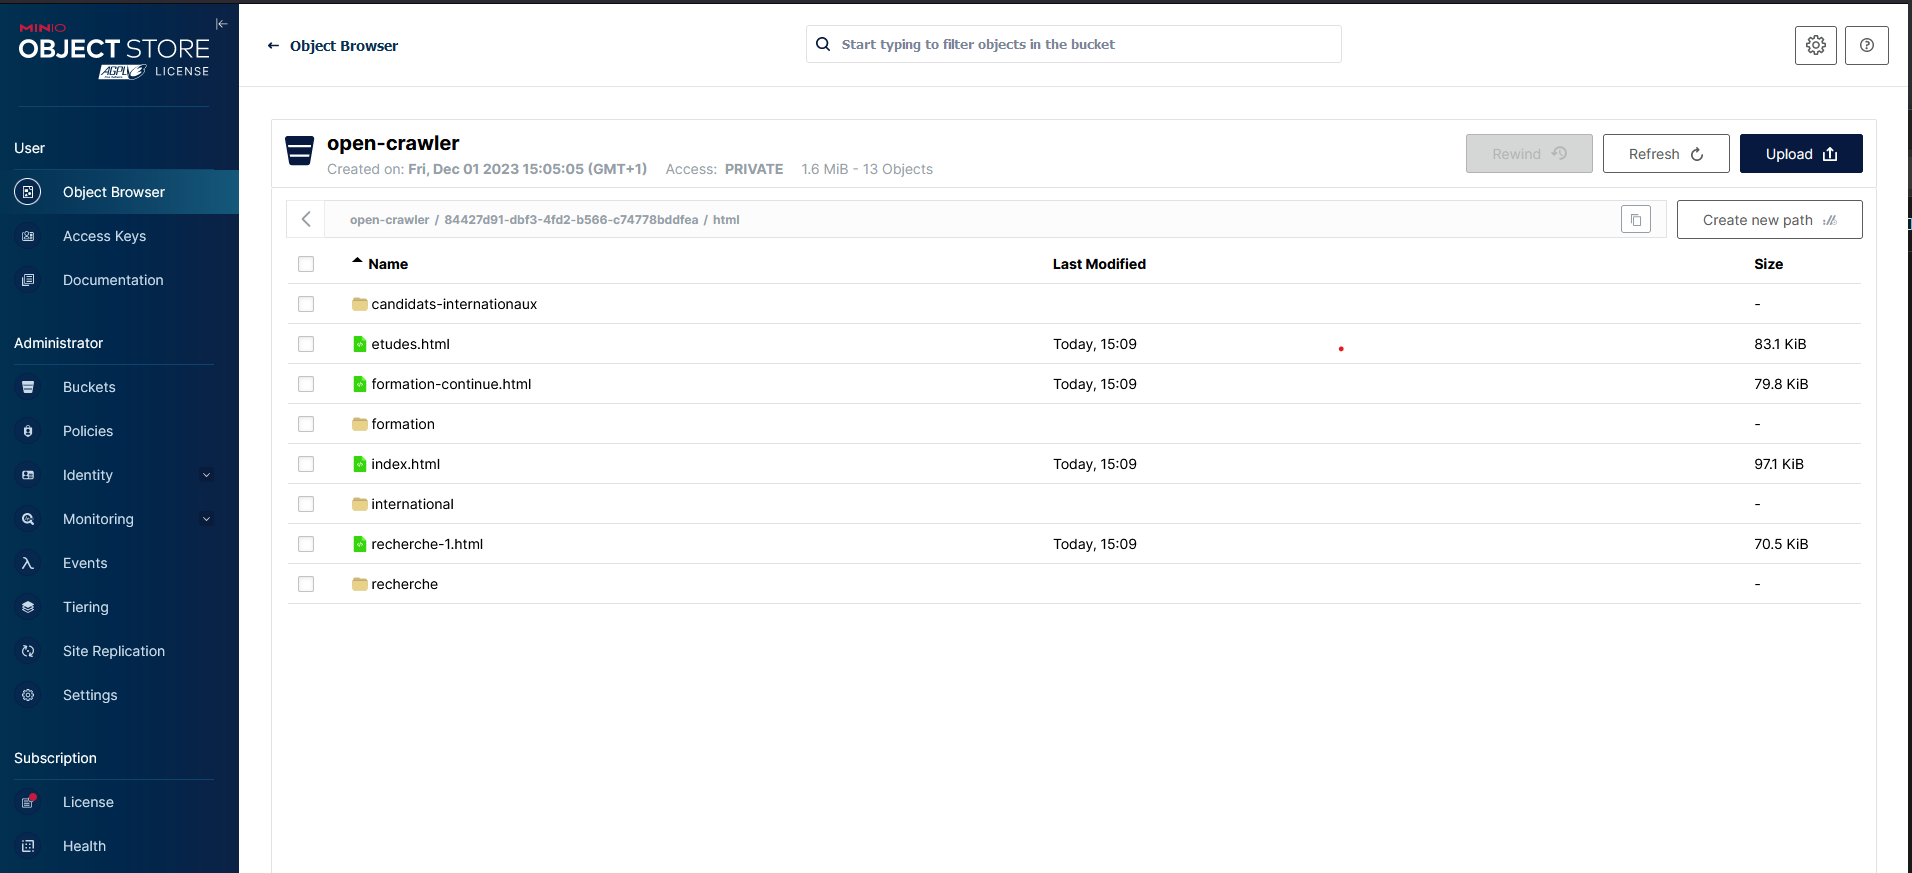 MINIO
OBJECT STORE
AGPLv3 LICENSE
User
Object Browser
Access Keys
Documentation
Administrator
Buckets
Policies
Identity
Monitoring
Events
Tiering
Site Replication
Settings
Subscription
License
Health
Object Browser
Start typing to filter objects in the bucket
open-crawler
Created on: Fri, Dec 01 2023 15:05:05 (GMT+1) Access: PRIVATE 1.6 MiB - 13 Objects
Rewind
Refresh
Upload
open-crawler / 84427d91-dbf3-4fd2-b566-c74778bddfea / html
Create new path
Name Last Modified Size
candidats-internationaux -
etudes.html Today, 15:09 83.1 KiB
formation-continue.html Today, 15:09 79.8 KiB
formation -
index.html Today, 15:09 97.1 KiB
international -
recherche-1.html Today, 15:09 70.5 KiB
recherche -